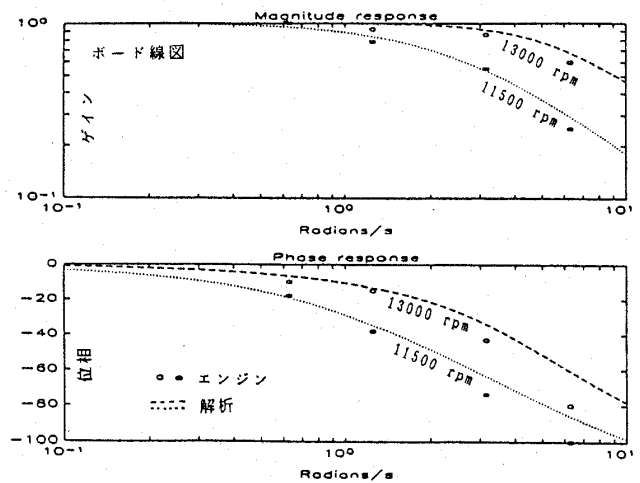 Magnitude response
10⁰
ボード線図
ゲイン
13000 rpm
11500 rpm
10⁻¹
10⁻¹
10⁰
10¹
Radians/s
Phase response
0
-20
-40
-60
-80
-100
位相
13000 rpm
11500 rpm
エンジン
解析
10⁻¹
10⁰
10¹
Radians/s